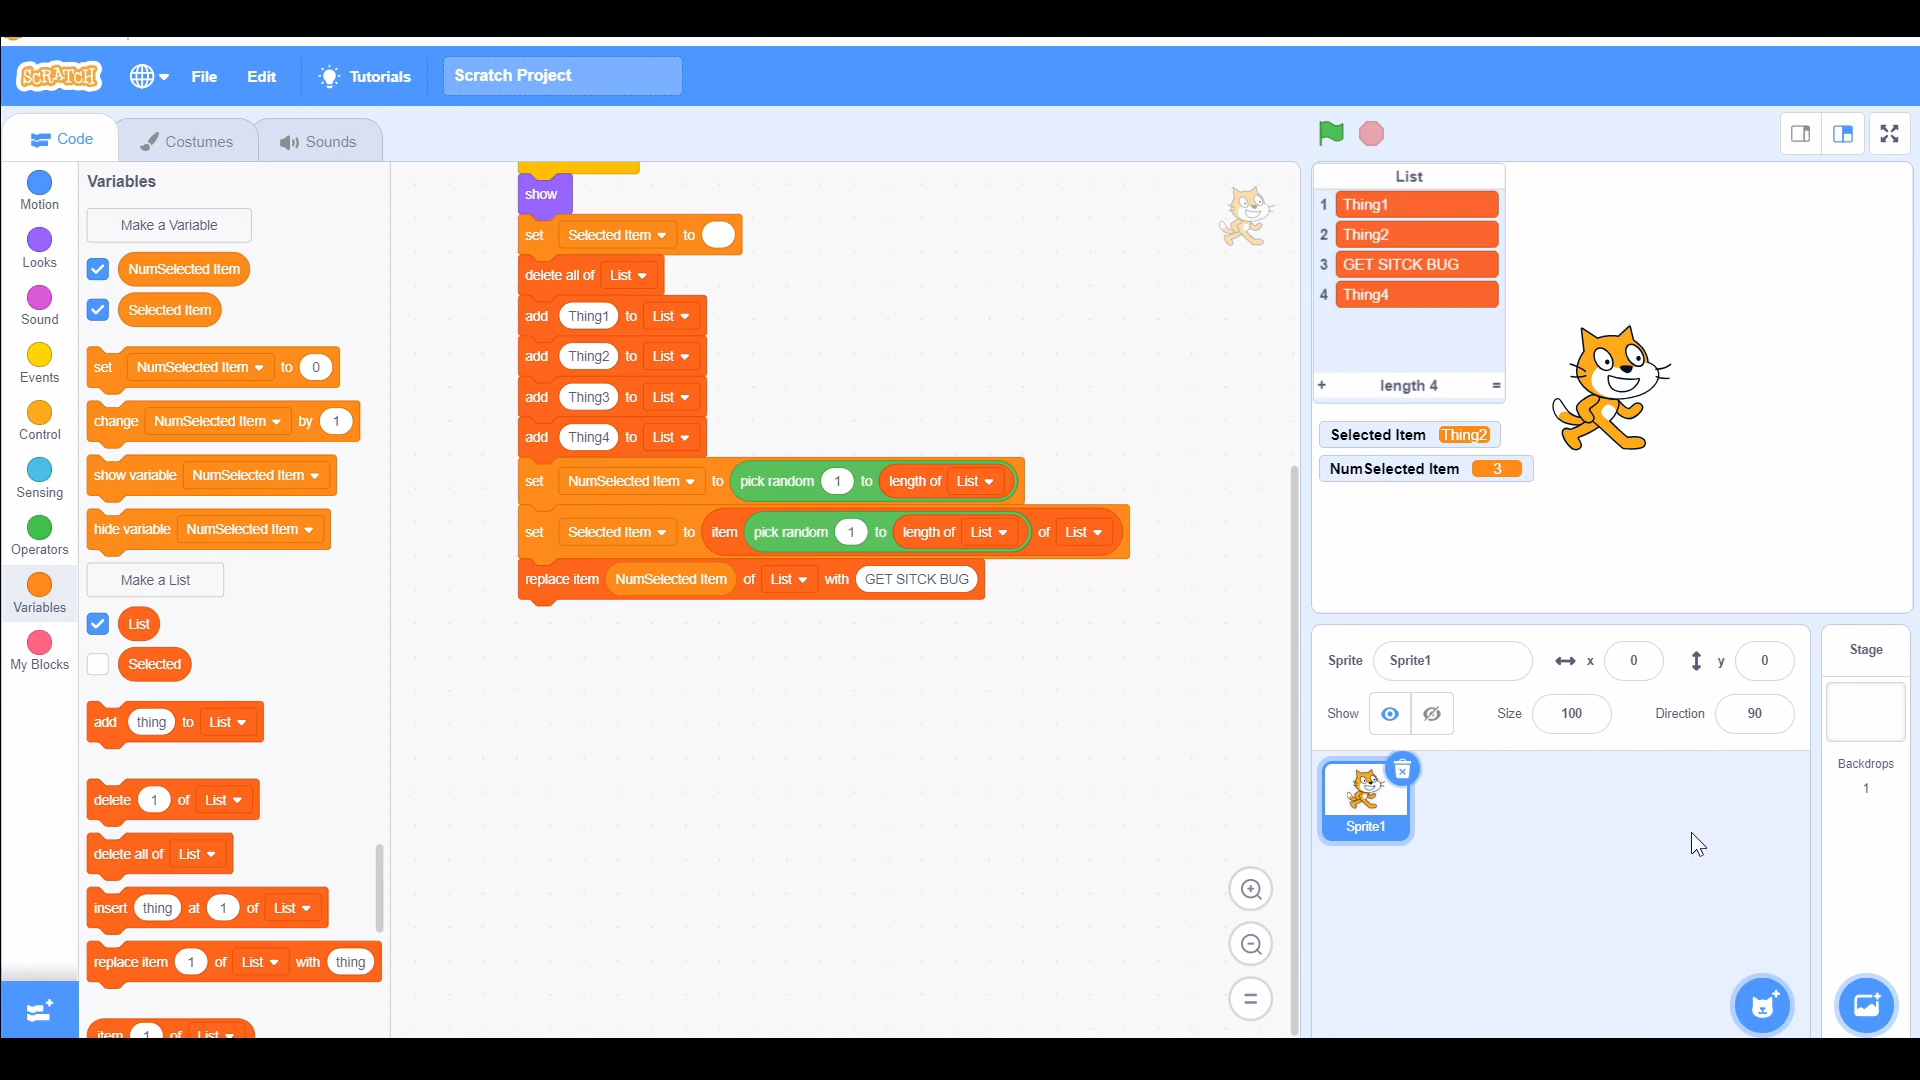 SCRATCH
File
Edit
Tutorials
Scratch Project
Code
Costumes
Sounds
Motion
Looks
Sound
Events
Control
Sensing
Operators
Variables
My Blocks
Variables
Make a Variable
NumSelected Item
Selected Item
set NumSelected Item to 0
change NumSelected Item by 1
show variable NumSelected Item
hide variable NumSelected Item
Make a List
List
Selected
add thing to List
delete 1 of List
delete all of List
insert thing at 1 of List
replace item 1 of List with thing
item 1 of List
show
set Selected Item to
delete all of List
add Thing1 to List
add Thing2 to List
add Thing3 to List
add Thing4 to List
set NumSelected Item to pick random 1 to length of List
set Selected Item to item pick random 1 to length of List of List
replace item NumSelected Item of List with GET SITCK BUG
List
1 Thing1
2 Thing2
3 GET SITCK BUG
4 Thing4
+ length 4 =
Selected Item Thing2
NumSelected Item 3
Sprite Sprite1 x 0 y 0
Show Size 100 Direction 90
Sprite1
Stage
Backdrops
1